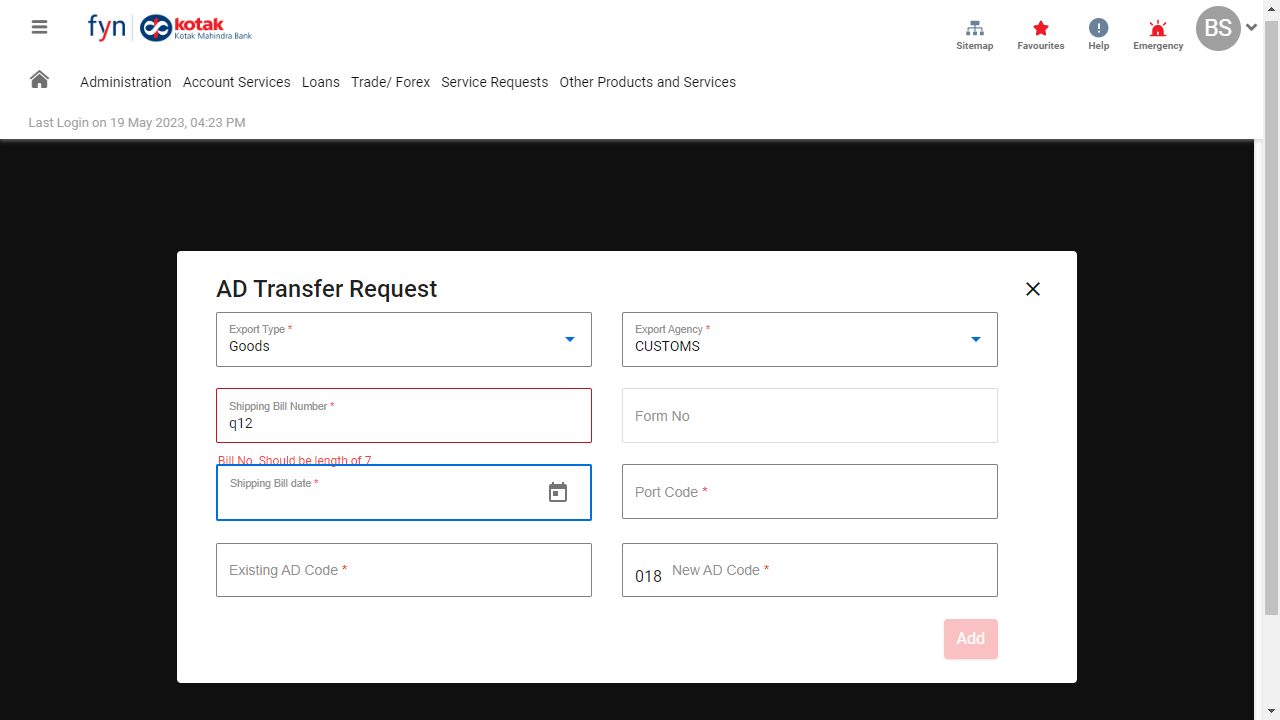 fyn kotak
Kotak Mahindra Bank
Sitemap
Favourites
Help
Emergency
BS
Administration Account Services Loans Trade/ Forex Service Requests Other Products and Services
Last Login on 19 May 2023, 04:23 PM
AD Transfer Request
Export Type *
Goods
Export Agency *
CUSTOMS
Shipping Bill Number *
q12
Form No
Bill No. Should be length of 7
Shipping Bill date *
Port Code *
Existing AD Code *
018 New AD Code *
Add